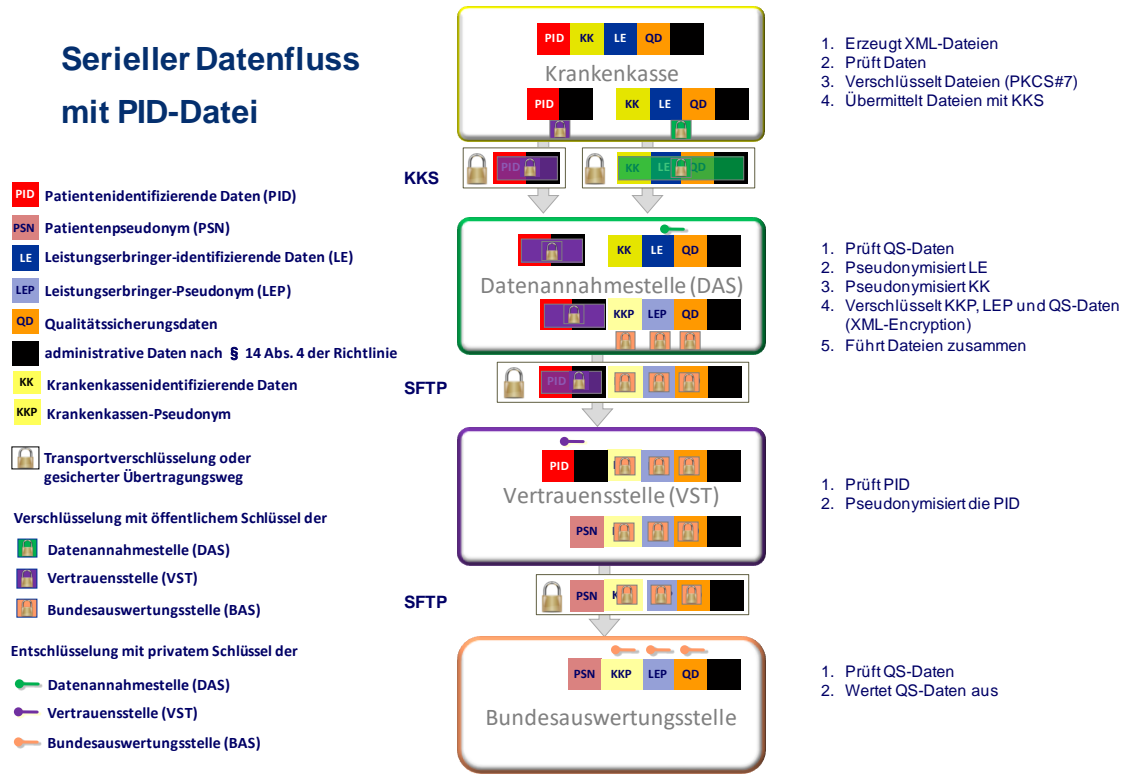 Serieller Datenfluss
mit PID-Datei
PID Patientenidentifizierende Daten (PID)
PSN Patientenpseudonym (PSN)
LE Leistungserbringer-identifizierende Daten (LE)
LEP Leistungserbringer-Pseudonym (LEP)
QD Qualitätssicherungsdaten
administrative Daten nach § 14 Abs. 4 der Richtlinie
KK Krankenkassenidentifizierende Daten
KKP Krankenkassen-Pseudonym
Transportverschlüsselung oder
gesicherter Übertragungsweg
Verschlüsselung mit öffentlichem Schlüssel der
Datenannahmestelle (DAS)
Vertrauensstelle (VST)
Bundesauswertungsstelle (BAS)
Entschlüsselung mit privatem Schlüssel der
Datenannahmestelle (DAS)
Vertrauensstelle (VST)
Bundesauswertungsstelle (BAS)
PID KK LE QD
Krankenkasse
PID KK LE QD
1. Erzeugt XML-Dateien
2. Prüft Daten
3. Verschlüsselt Dateien (PKCS#7)
4. Übermittelt Dateien mit KKS
KKS
PID KK LE QD
KK LE QD
Datenannahmestelle (DAS)
KKP LEP QD
1. Prüft QS-Daten
2. Pseudonymisiert LE
3. Pseudonymisiert KK
4. Verschlüsselt KKP, LEP und QS-Daten
(XML-Encryption)
5. Führt Dateien zusammen
SFTP
PID
PID
Vertrauensstelle (VST)
PSN
1. Prüft PID
2. Pseudonymisiert die PID
SFTP
PSN
PSN KKP LEP QD
Bundesauswertungsstelle
1. Prüft QS-Daten
2. Wertet QS-Daten aus